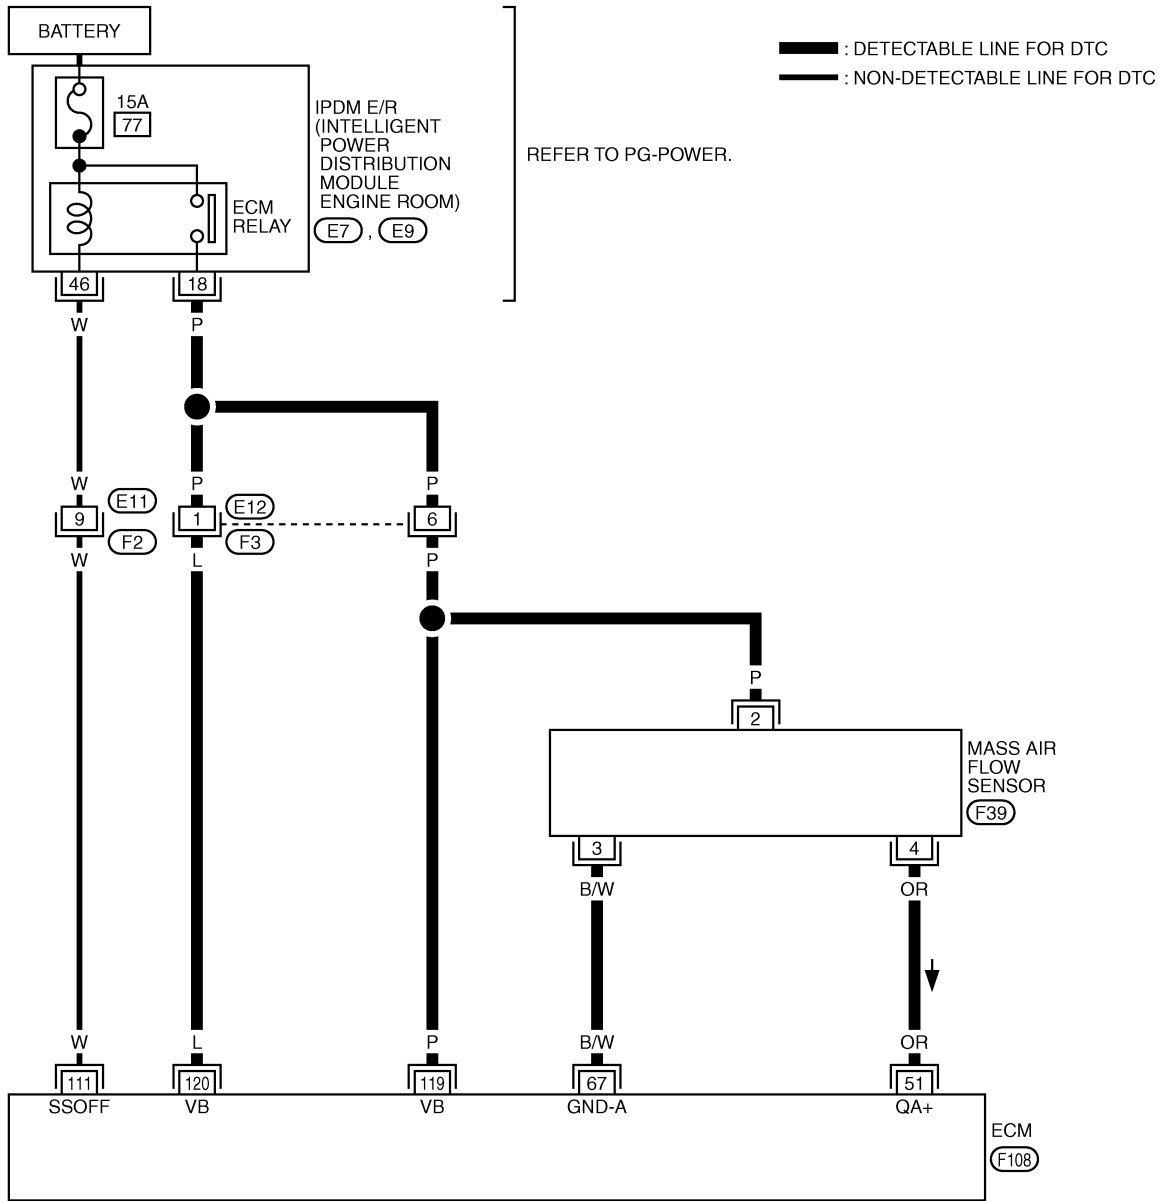 BATTERY
: DETECTABLE LINE FOR DTC
: NON-DETECTABLE LINE FOR DTC
15A
77
IPDM E/R
(INTELLIGENT
POWER
DISTRIBUTION
MODULE
ENGINE ROOM)
E7 , E9
REFER TO PG-POWER.
ECM
RELAY
46 18
W P
W P P
E11 E12
9 1 6
F2 F3
W L P
P
2
MASS AIR
FLOW
SENSOR
F39
3 4
B/W OR
W L P B/W OR
111 120 119 67 51
SSOFF VB VB GND-A QA+
ECM
F108